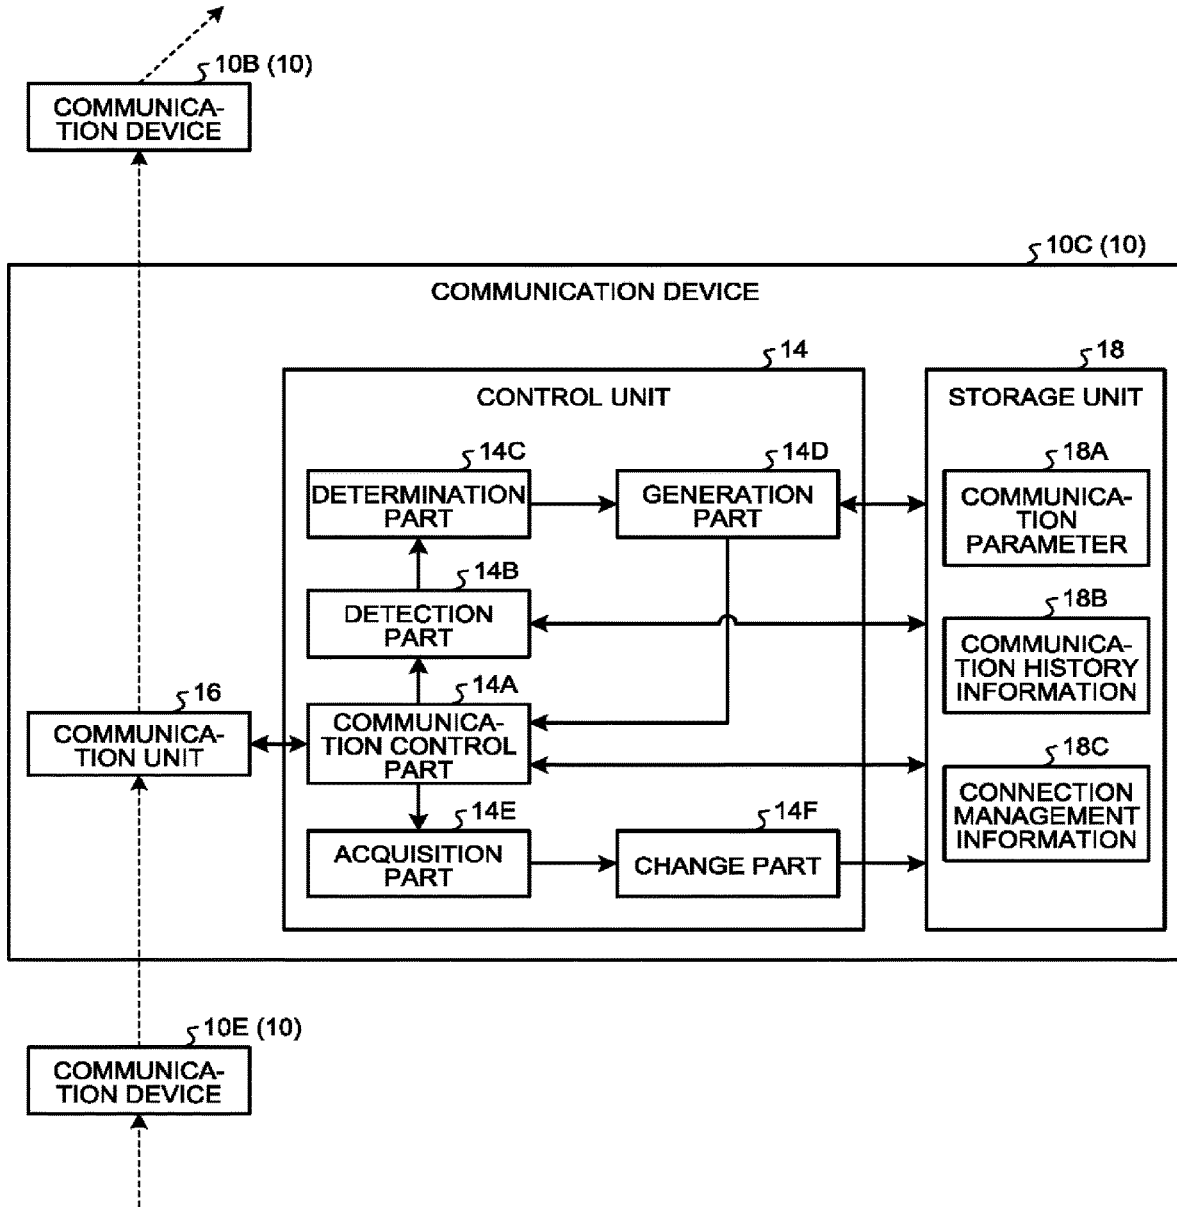 10B (10)
COMMUNICA-
TION DEVICE
10C (10)
COMMUNICATION DEVICE
14
CONTROL UNIT
18
STORAGE UNIT
14C
DETERMINATION
PART
14D
GENERATION
PART
18A
COMMUNICA-
TION
PARAMETER
14B
DETECTION
PART
18B
COMMUNICA-
TION HISTORY
INFORMATION
16
COMMUNICA-
TION UNIT
14A
COMMUNICA-
TION CONTROL
PART
18C
CONNECTION
MANAGEMENT
INFORMATION
14E
ACQUISITION
PART
14F
CHANGE PART
10E (10)
COMMUNICA-
TION DEVICE